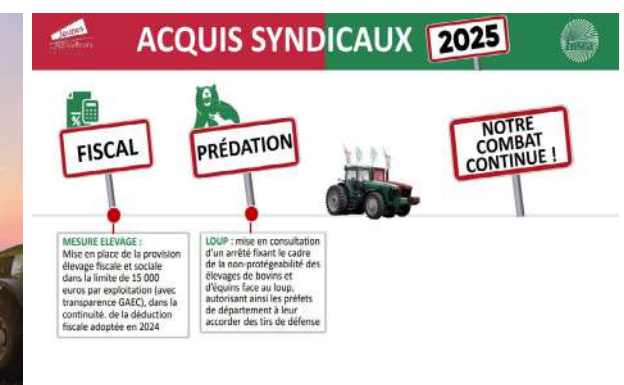 Jeunes
Agriculteurs
ACQUIS SYNDICAUX 2025
fnsea
FISCAL
PRÉDATION
NOTRE
COMBAT
CONTINUE !
MESURE ELEVAGE :
Mise en place de la provision
élevage fiscale et sociale
dans la limite de 15 000
euros par exploitation (avec
transparence GAEC), dans la
continuité. de la déduction
fiscale adoptée en 2024
LOUP : mise en consultation
d'un arrêté fixant le cadre
de la non-protégeabilité des
élevages de bovins et
d'équins face au loup,
autorisant ainsi les préfets
de département à leur
accorder des tirs de défense